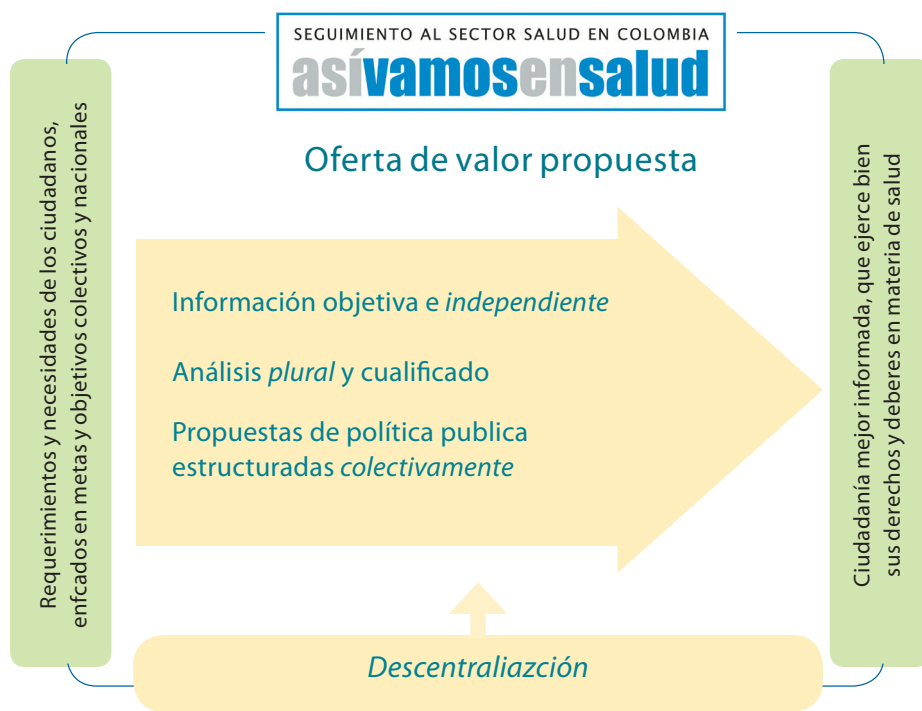 SEGUIMIENTO AL SECTOR SALUD EN COLOMBIA
asívamosensalud
Oferta de valor propuesta
Requerimientos y necesidades de los ciudadanos,
enfcados en metas y objetivos colectivos y nacionales
Información objetiva e independiente
Análisis plural y cualificado
Propuestas de política publica
estructuradas colectivamente
Ciudadanía mejor informada, que ejerce bien
sus derechos y deberes en materia de salud
Descentraliazción